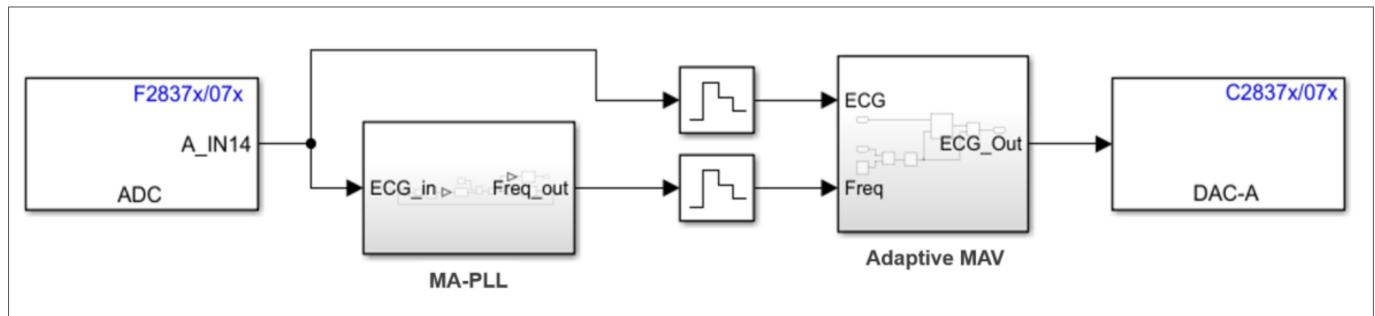 F2837x/07x
A_IN14
ADC
ECG_in
Freq_out
MA-PLL
ECG
Freq
ECG_Out
Adaptive MAV
C2837x/07x
DAC-A